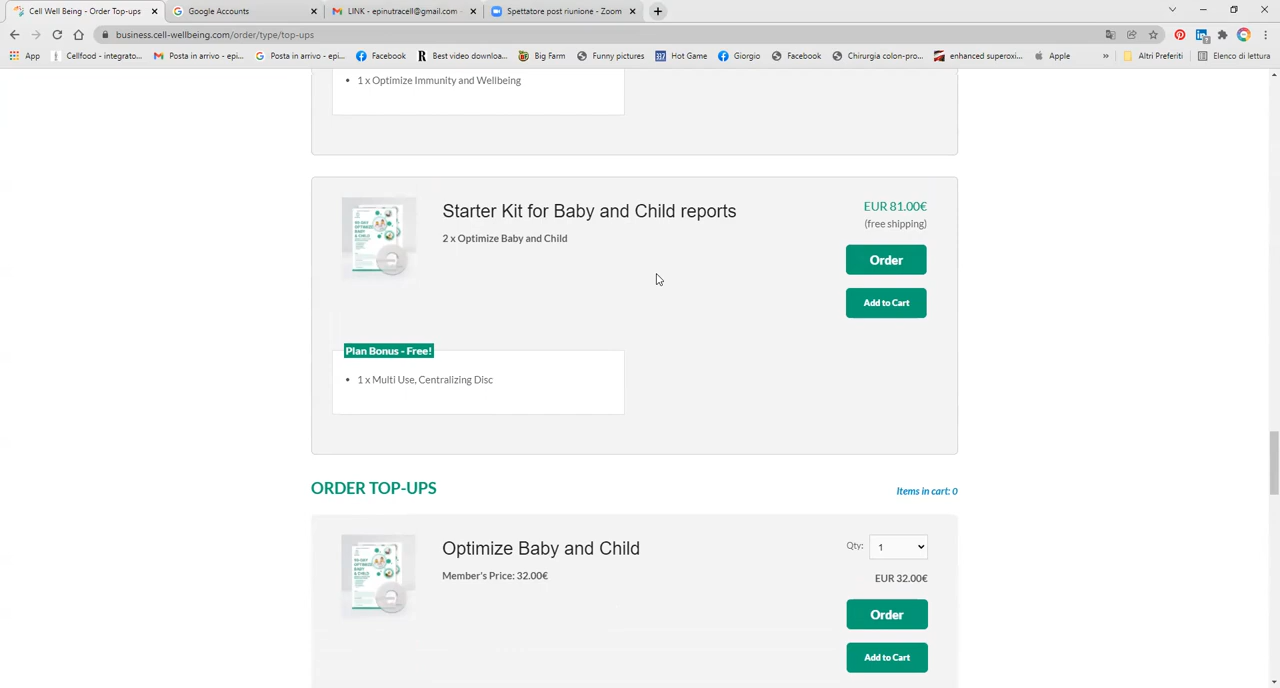 Cell Well Being - Order Top-ups
Google Accounts
LINK - epinutracell@gmail.com -
Spettatore post riunione - Zoom
business.cell-wellbeing.com/order/type/top-ups
App
Cellfood - integrato...
Posta in arrivo - epi...
Posta in arrivo - epi...
Facebook
Best video downloa...
Big Farm
Funny pictures
Hot Game
Giorgio
Facebook
Chirurgia colon-pro...
enhanced superoxi...
Apple
»
Altri Preferiti
Elenco di lettura
• 1 x Optimize Immunity and Wellbeing
Starter Kit for Baby and Child reports
2 x Optimize Baby and Child
EUR 81.00€
(free shipping)
Order
Add to Cart
Plan Bonus - Free!
• 1 x Multi Use, Centralizing Disc
ORDER TOP-UPS
Items in cart: 0
Optimize Baby and Child
Member's Price: 32.00€
Qty: 1
EUR 32.00€
Order
Add to Cart